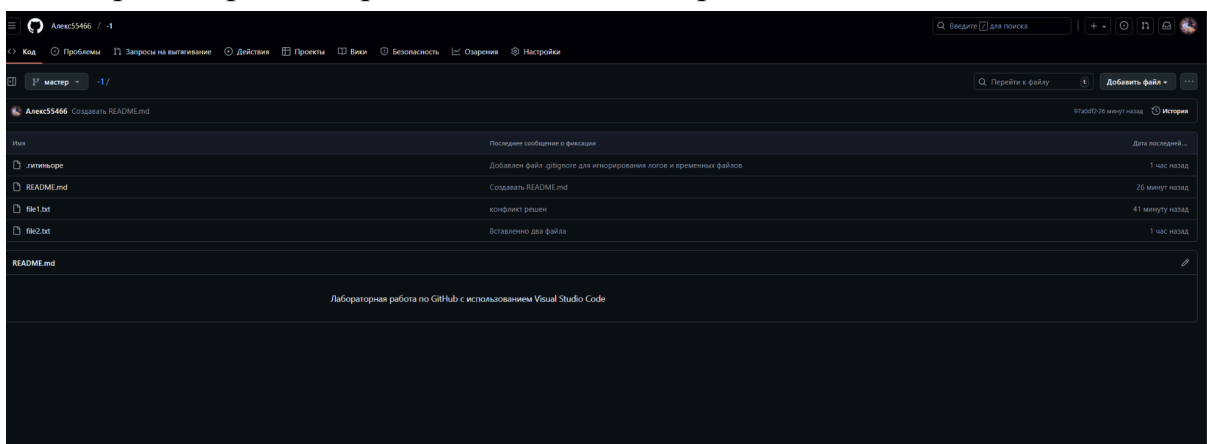 Алекс55466 / -1 Введите / для поиска
Код Проблемы Запросы на вытягивание Действия Проекты Вики Безопасность Озарения Настройки
мастер -1 / Перейти к файлу t Добавить файл
Алекс55466 Создавать README.md 97a0df2·26 минут назад История
Имя Последнее сообщение о фиксации Дата последней...
.гитиньоре Добавлен файл .gitignore для игнорирования логов и временных файлов 1 час назад
README.md Создавать README.md 26 минут назад
file1.txt конфликт решен 41 минуту назад
file2.txt Вставленно два файла 1 час назад
README.md
Лабораторная работа по GitHub с использованием Visual Studio Code